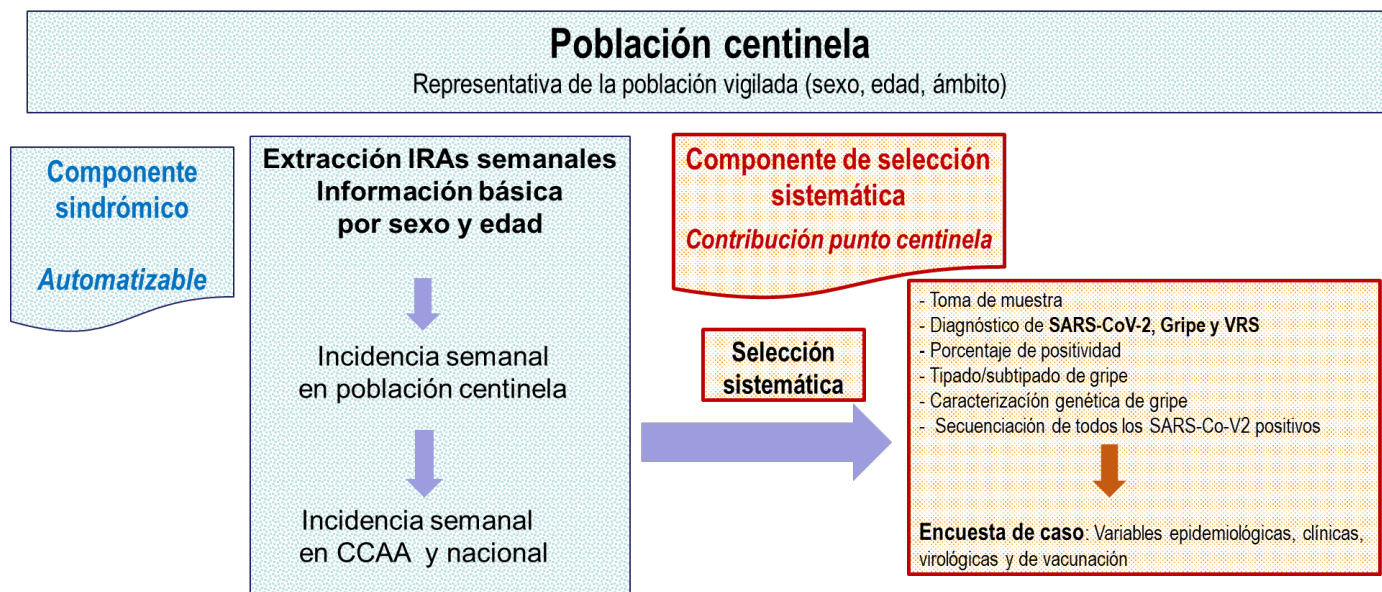 Población centinela
Representativa de la población vigilada (sexo, edad, ámbito)
Componente
sindrómico
Automatizable
Extracción IRAs semanales
Información básica
por sexo y edad
Incidencia semanal
en población centinela
Incidencia semanal
en CCAA y nacional
Componente de selección
sistemática
Contribución punto centinela
Selección
sistemática
- Toma de muestra
- Diagnóstico de SARS-CoV-2, Gripe y VRS
- Porcentaje de positividad
- Tipado/subtipado de gripe
- Caracterización genética de gripe
- Secuenciación de todos los SARS-Co-V2 positivos
Encuesta de caso: Variables epidemiológicas, clínicas,
virológicas y de vacunación